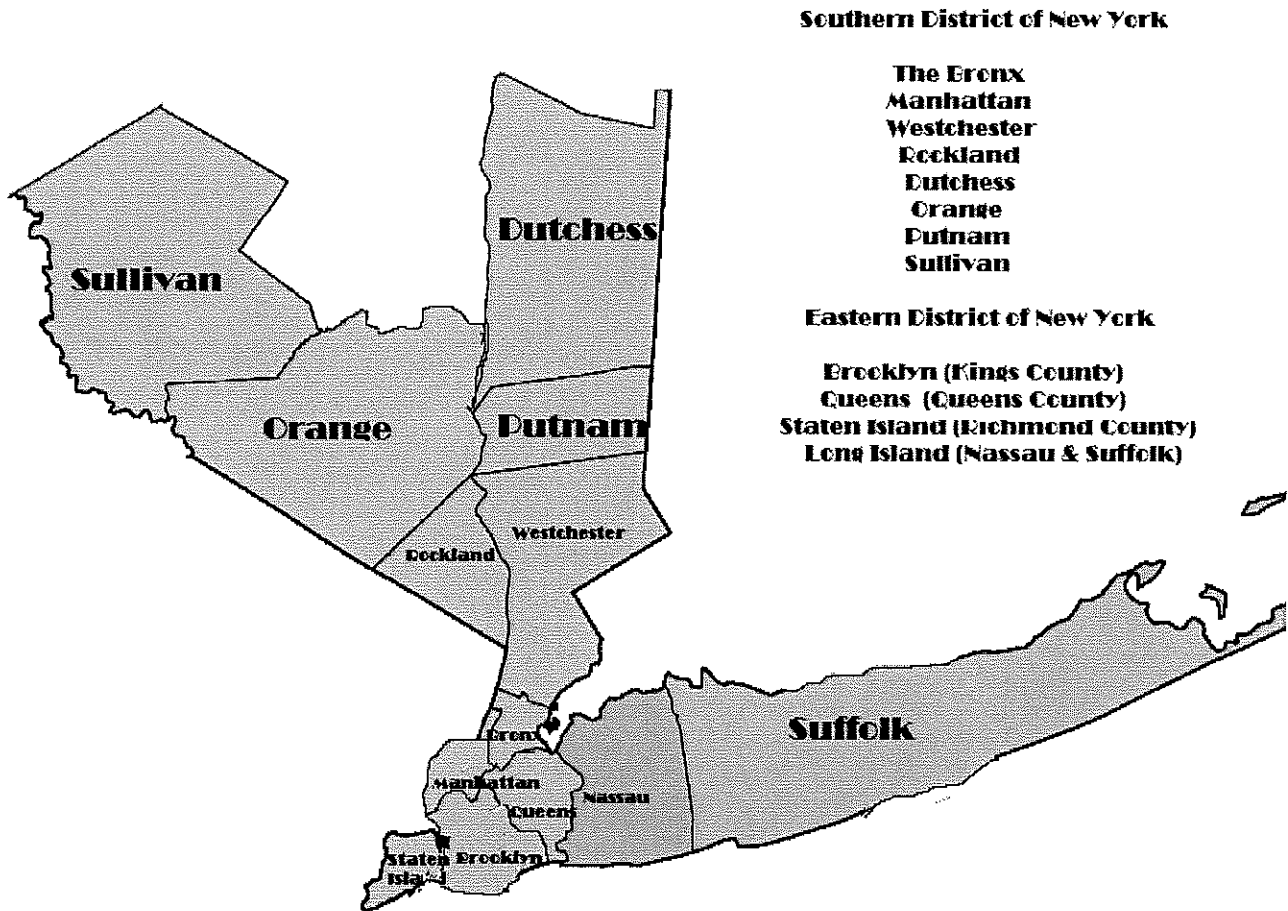 Southern District of New York
The Bronx
Manhattan
Westchester
Rockland
Dutchess
Orange
Putnam
Sullivan
Eastern District of New York
Brooklyn (Kings County)
Queens (Queens County)
Staten Island (Richmond County)
Long Island (Nassau & Suffolk)
Dutchess
Sullivan
Orange
Putnam
Westchester
Rockland
Bronx
Suffolk
Manhattan
Nassau
Queens
Staten
Isla
Brooklyn